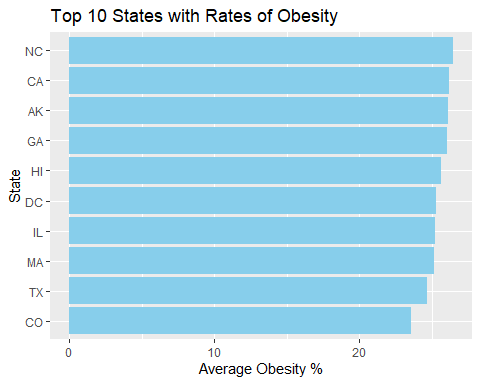 Top 10 States with Rates of Obesity
NC
CA
AK
GA
HI
DC
IL
MA
TX
CO
State
0 10 20
Average Obesity %